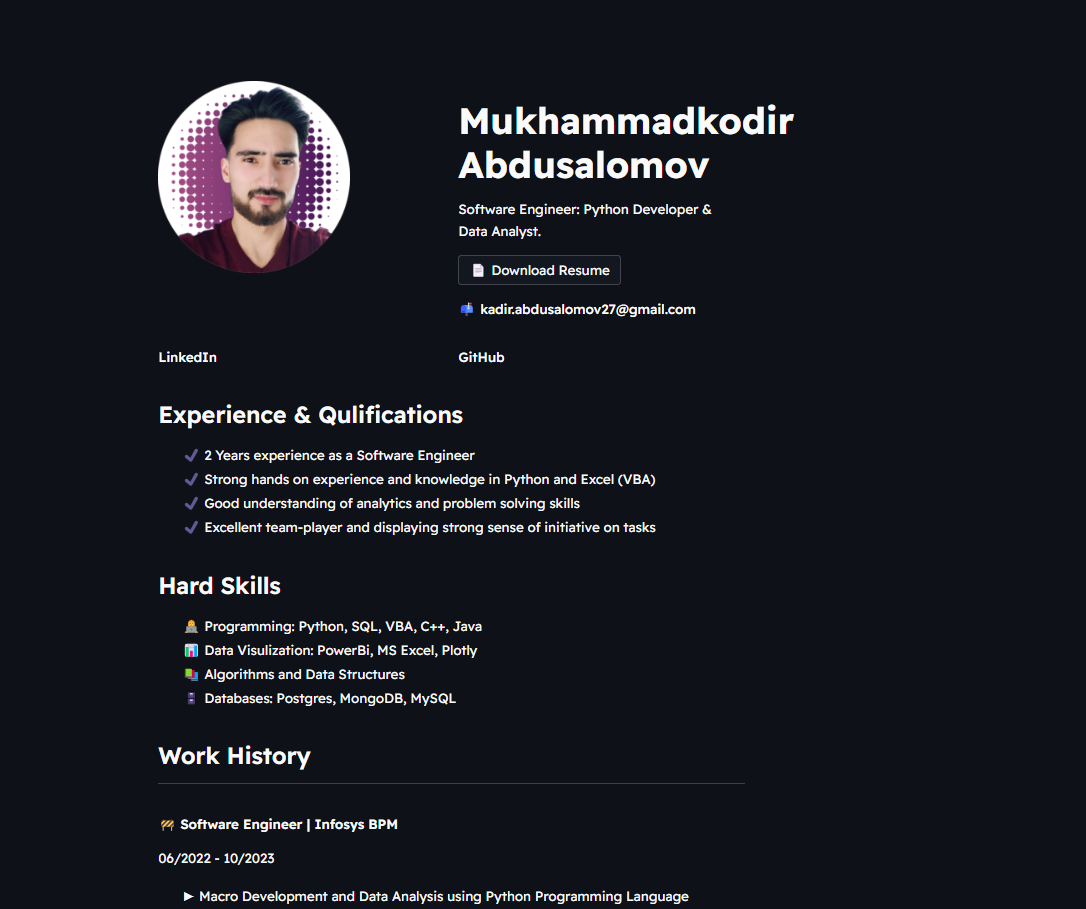 Mukhammadkodir
Abdusalomov
Software Engineer: Python Developer &
Data Analyst.
Download Resume
kadir.abdusalomov27@gmail.com
LinkedIn
GitHub
Experience & Qulifications
2 Years experience as a Software Engineer
Strong hands on experience and knowledge in Python and Excel (VBA)
Good understanding of analytics and problem solving skills
Excellent team-player and displaying strong sense of initiative on tasks
Hard Skills
Programming: Python, SQL, VBA, C++, Java
Data Visulization: PowerBi, MS Excel, Plotly
Algorithms and Data Structures
Databases: Postgres, MongoDB, MySQL
Work History
Software Engineer | Infosys BPM
06/2022 - 10/2023
► Macro Development and Data Analysis using Python Programming Language